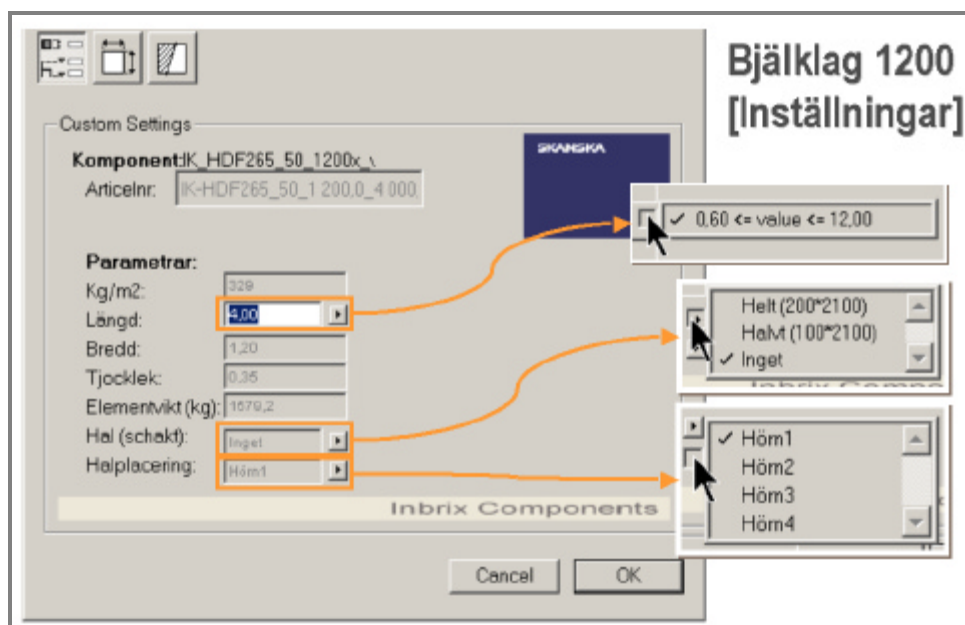 Bjälklag 1200
[Inställningar]
Custom Settings
Komponent:IK_HDF265_50_1200x_\
SKANSKA
Articelnr: IK-HDF265_50_1 200,0_4 000,
Parametrar:
Kg/m2: 329
Längd: 4,00
Bredd: 1,20
Tjocklek: 0,35
Elementvikt (kg): 1679,2
Hal (schakt): Inget
Halplacering: Hörn1
Inbrix Components
Cancel
OK
✓ 0,60 <= value <= 12,00
Helt (200*2100)
Halvt (100*2100)
✓ Inget
Inbrix Compone
✓ Hörn1
Hörn2
Hörn3
Hörn4